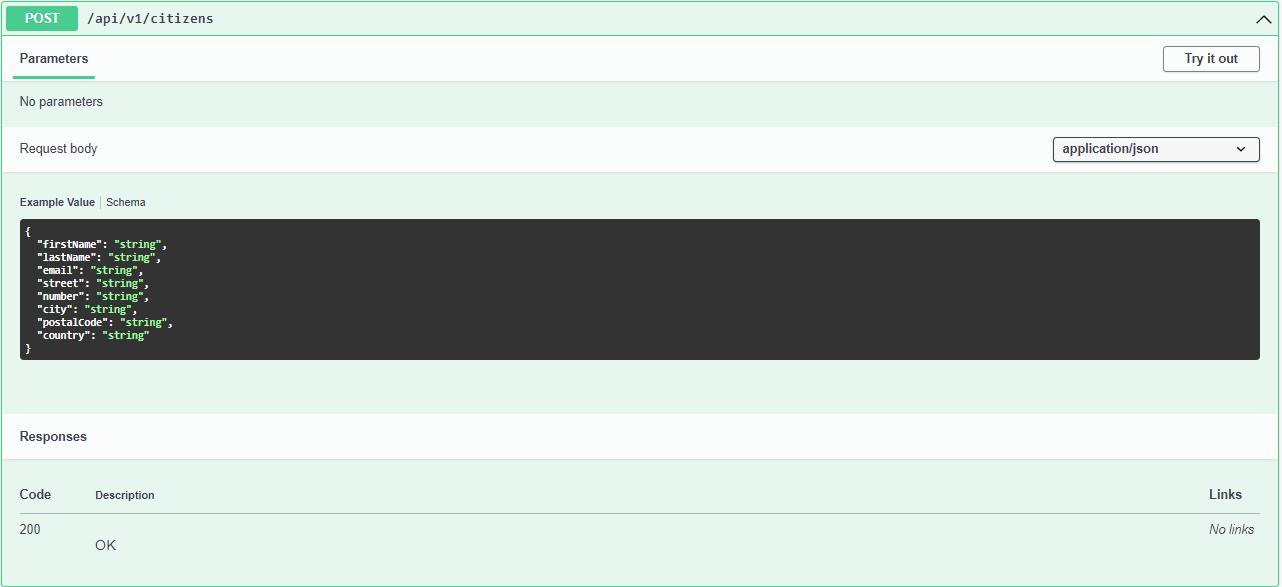 POST /api/v1/citizens
Parameters
Try it out
No parameters
Request body
application/json
Example Value
Schema
{
  "firstName": "string",
  "lastName": "string",
  "email": "string",
  "street": "string",
  "number": "string",
  "city": "string",
  "postalCode": "string",
  "country": "string"
}
Responses
Code Description Links
200 No links
OK